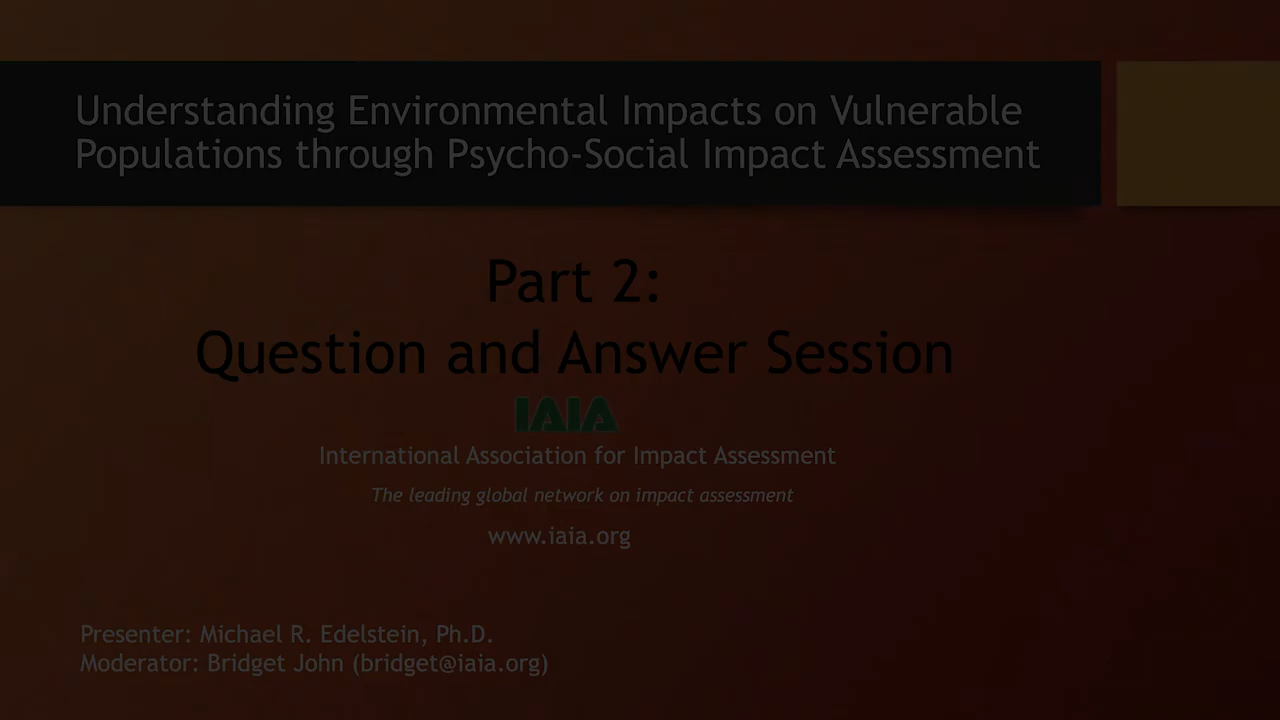 Understanding Environmental Impacts on Vulnerable
Populations through Psycho-Social Impact Assessment
Part 2:
Question and Answer Session
IAIA
International Association for Impact Assessment
The leading global network on impact assessment
www.iaia.org
Presenter: Michael R. Edelstein, Ph.D.
Moderator: Bridget John (bridget@iaia.org)